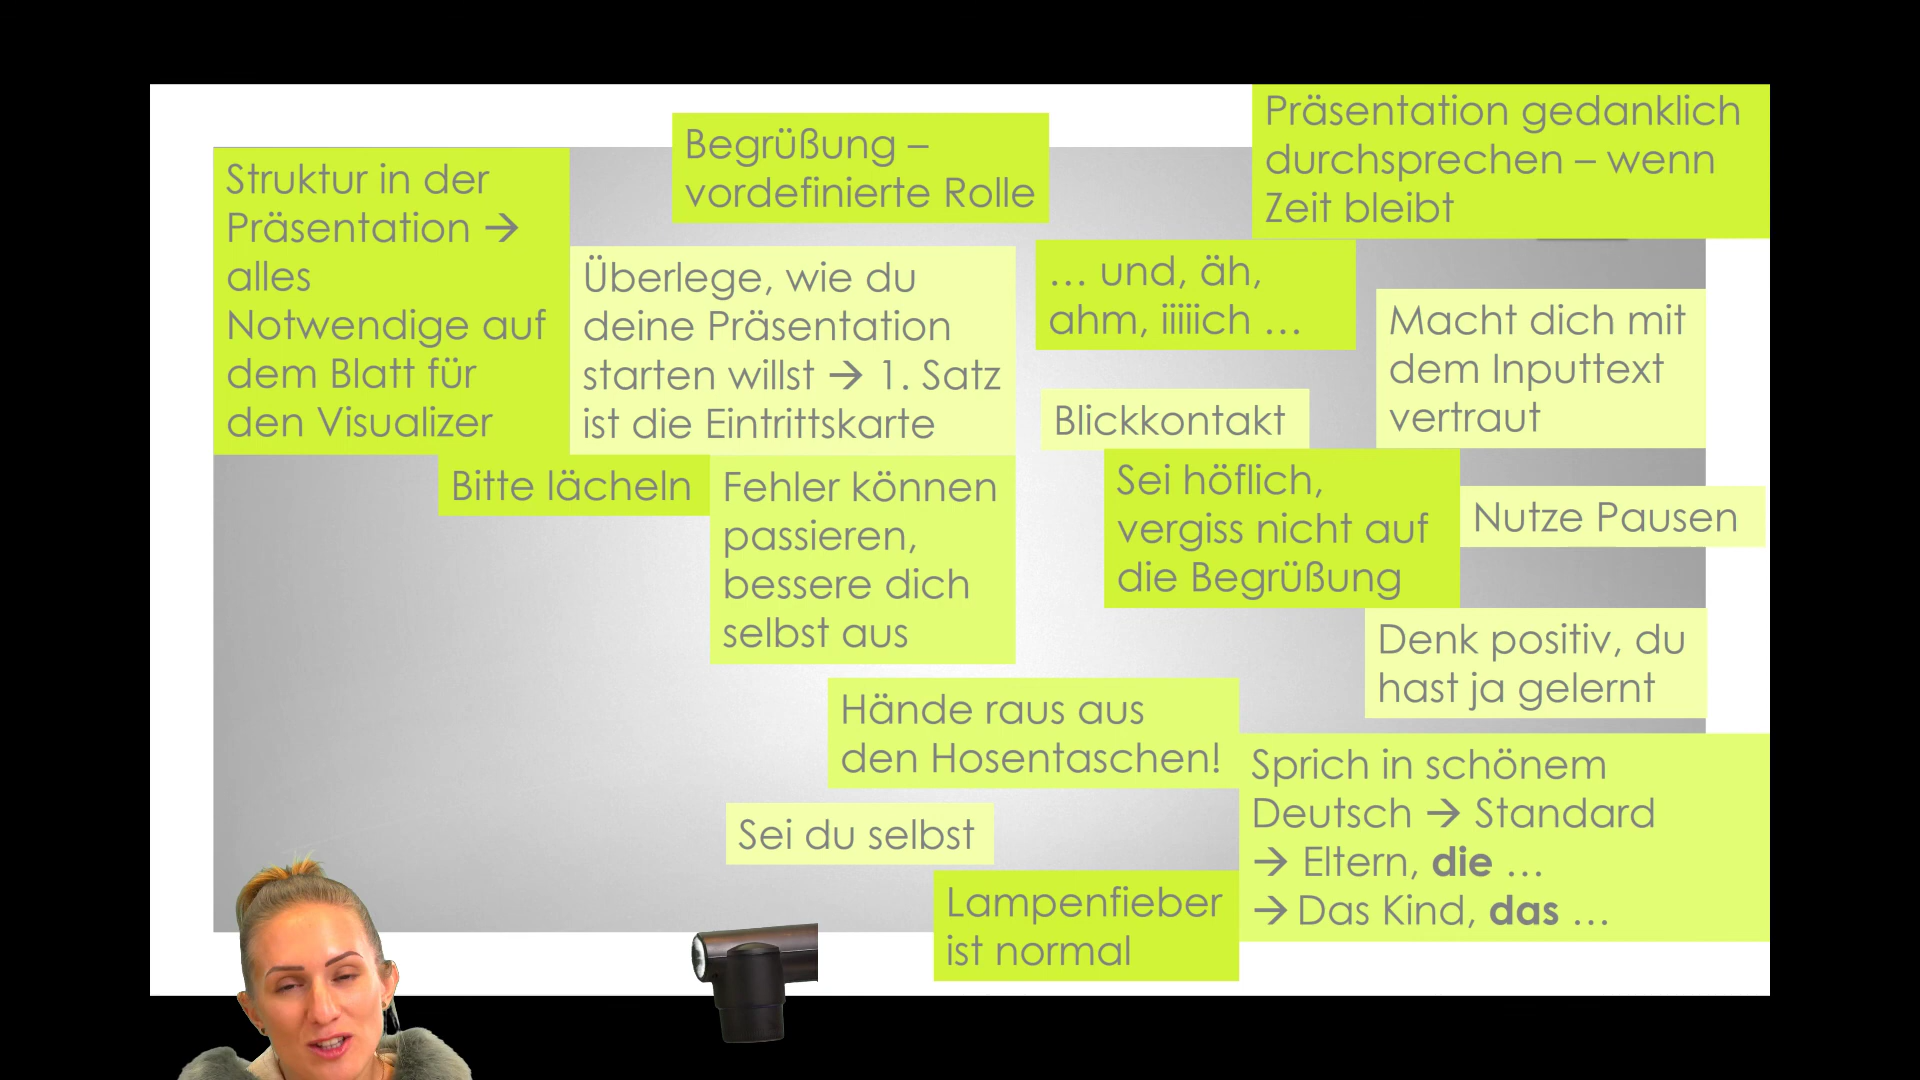 Struktur in der
Präsentation →
alles
Notwendige auf
dem Blatt für
den Visualizer
Begrüßung –
vordefinierte Rolle
Präsentation gedanklich
durchsprechen – wenn
Zeit bleibt
Überlege, wie du
deine Präsentation
starten willst → 1. Satz
ist die Eintrittskarte
… und, äh,
ahm, iiiiich …
Macht dich mit
dem Inputtext
vertraut
Blickkontakt
Bitte lächeln
Fehler können
passieren,
bessere dich
selbst aus
Sei höflich,
vergiss nicht auf
die Begrüßung
Nutze Pausen
Denk positiv, du
hast ja gelernt
Hände raus aus
den Hosentaschen!
Sprich in schönem
Deutsch → Standard
→ Eltern, die …
→ Das Kind, das …
Sei du selbst
Lampenfieber
ist normal